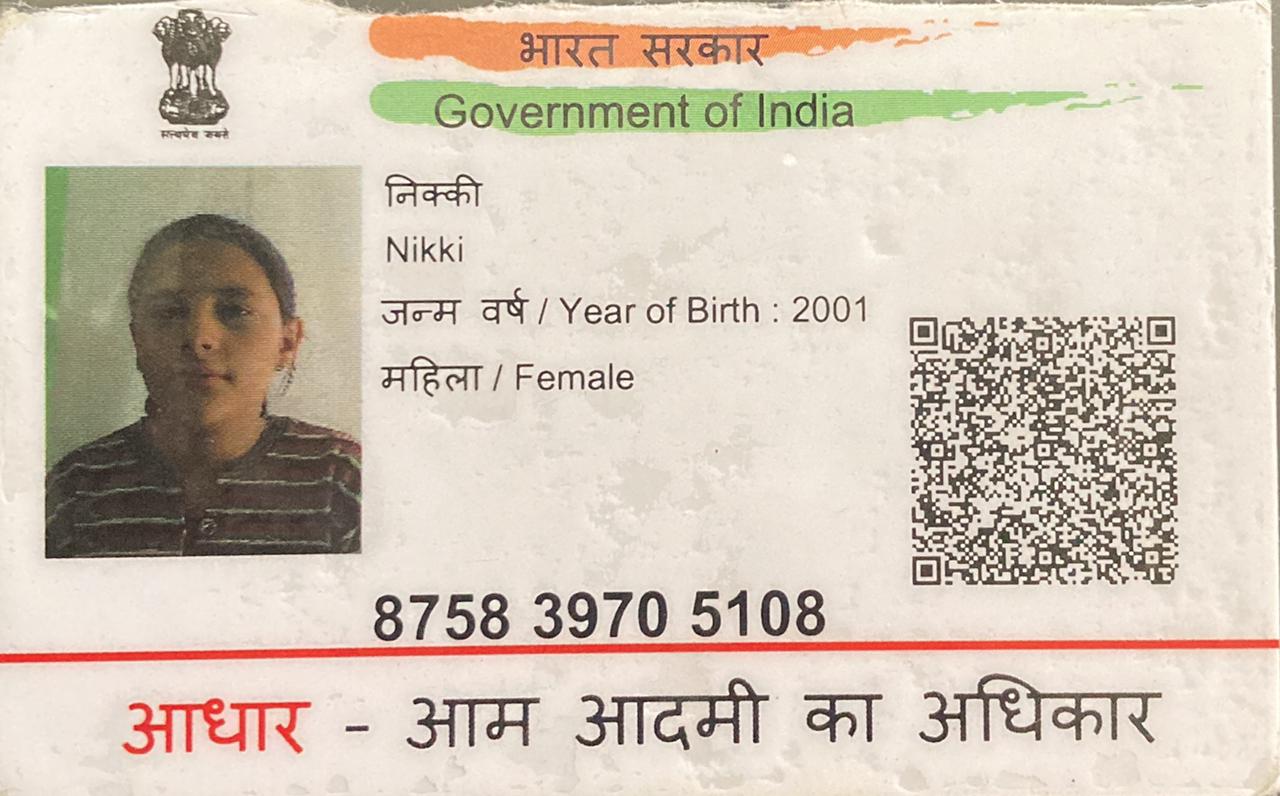 सत्यमेव जयते
भारत सरकार
Government of India
निक्की
Nikki
जन्म वर्ष / Year of Birth : 2001
महिला / Female
8758 3970 5108
आधार - आम आदमी का अधिकार